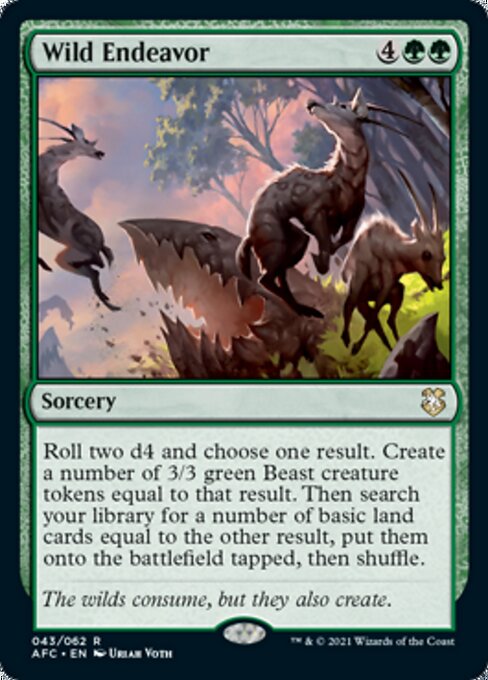 Wild Endeavor 4
Sorcery
Roll two d4 and choose one result. Create
a number of 3/3 green Beast creature
tokens equal to that result. Then search
your library for a number of basic land
cards equal to the other result, put them
onto the battlefield tapped, then shuffle.
The wilds consume, but they also create.
043/062 R
™ & © 2021 Wizards of the Coast
AFC • EN Uriah Voth